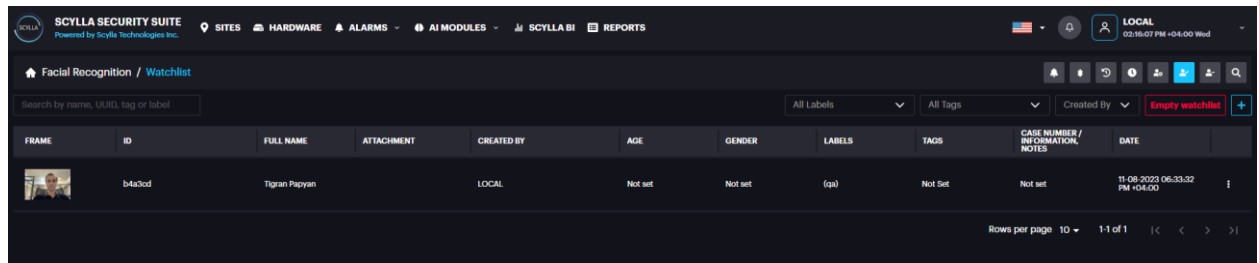 SCYLLA
SCYLLA SECURITY SUITE
Powered by Scylla Technologies Inc.
SITES HARDWARE ALARMS AI MODULES SCYLLA BI REPORTS
LOCAL
02:16:07 PM +04:00 Wed
Facial Recognition / Watchlist
Search by name, UUID, tag or label All Labels All Tags Created By Empty watchlist +
FRAME ID FULL NAME ATTACHMENT CREATED BY AGE GENDER LABELS TAGS CASE NUMBER / INFORMATION, NOTES DATE
b4a3cd Tigran Papyan LOCAL Not set Not set (qa) Not Set Not set 11-08-2023 06:33:32 PM +04:00
Rows per page 10 1-1 of 1